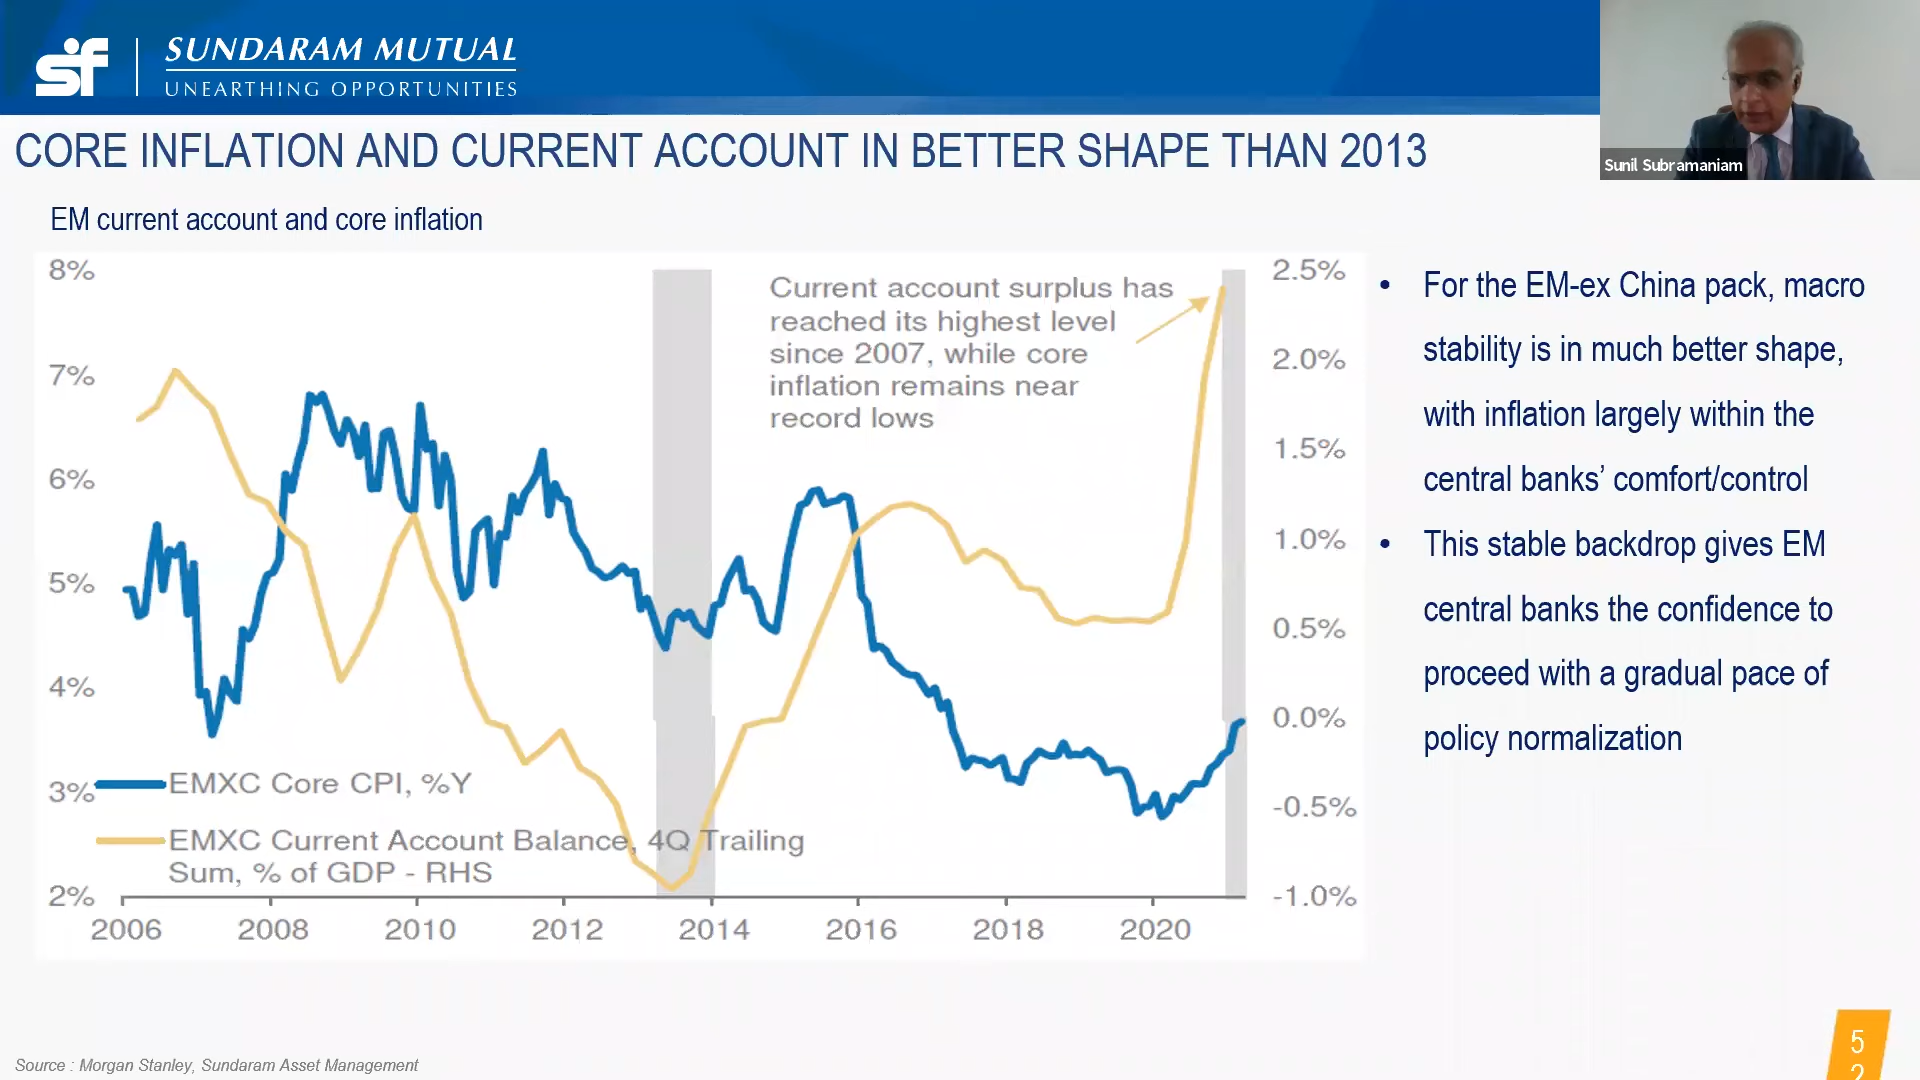 sf
SUNDARAM MUTUAL
UNEARTHING OPPORTUNITIES
Sunil Subramaniam
CORE INFLATION AND CURRENT ACCOUNT IN BETTER SHAPE THAN 2013
EM current account and core inflation
8%
7%
6%
5%
4%
3%
2%
2.5%
2.0%
1.5%
1.0%
0.5%
0.0%
-0.5%
-1.0%
Current account surplus has
reached its highest level
since 2007, while core
inflation remains near
record lows
EMXC Core CPI, %Y
EMXC Current Account Balance, 4Q Trailing
Sum, % of GDP - RHS
2006 2008 2010 2012 2014 2016 2018 2020
• For the EM-ex China pack, macro
stability is in much better shape,
with inflation largely within the
central banks’ comfort/control
• This stable backdrop gives EM
central banks the confidence to
proceed with a gradual pace of
policy normalization
Source : Morgan Stanley, Sundaram Asset Management
5
2